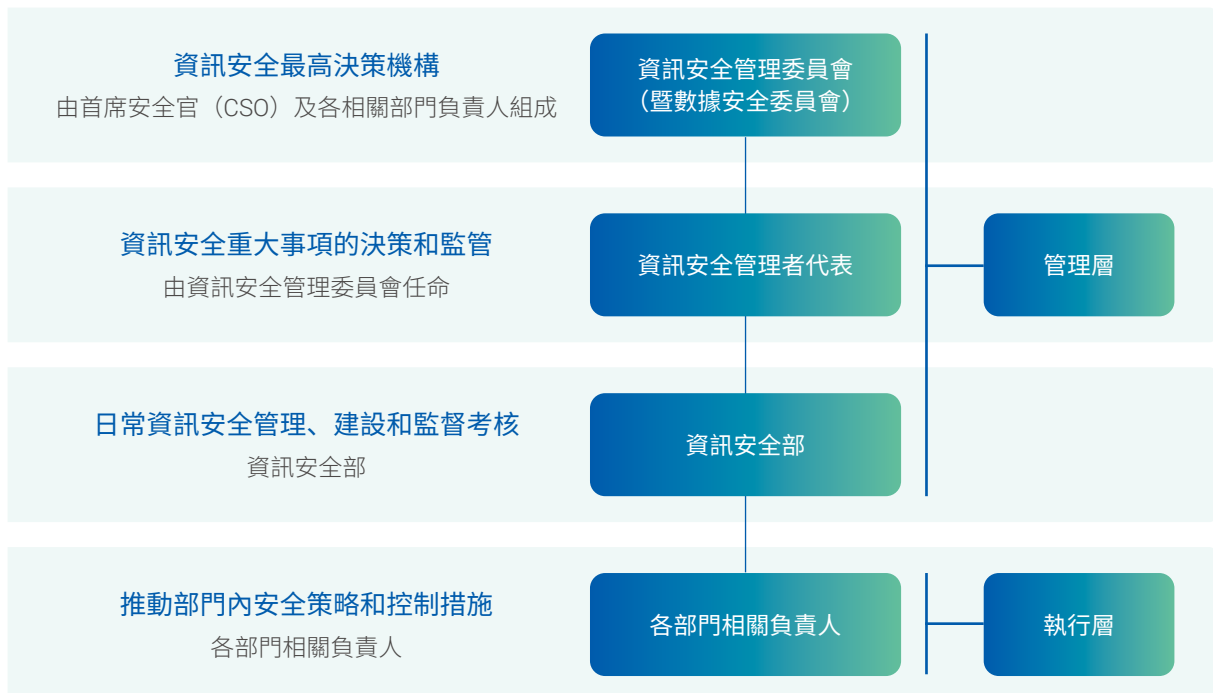 資訊安全最高決策機構
由首席安全官（CSO）及各相關部門負責人組成
資訊安全管理委員會
（暨數據安全委員會）
資訊安全重大事項的決策和監管
由資訊安全管理委員會任命
資訊安全管理者代表
管理層
日常資訊安全管理、建設和監督考核
資訊安全部
資訊安全部
推動部門內安全策略和控制措施
各部門相關負責人
各部門相關負責人
執行層